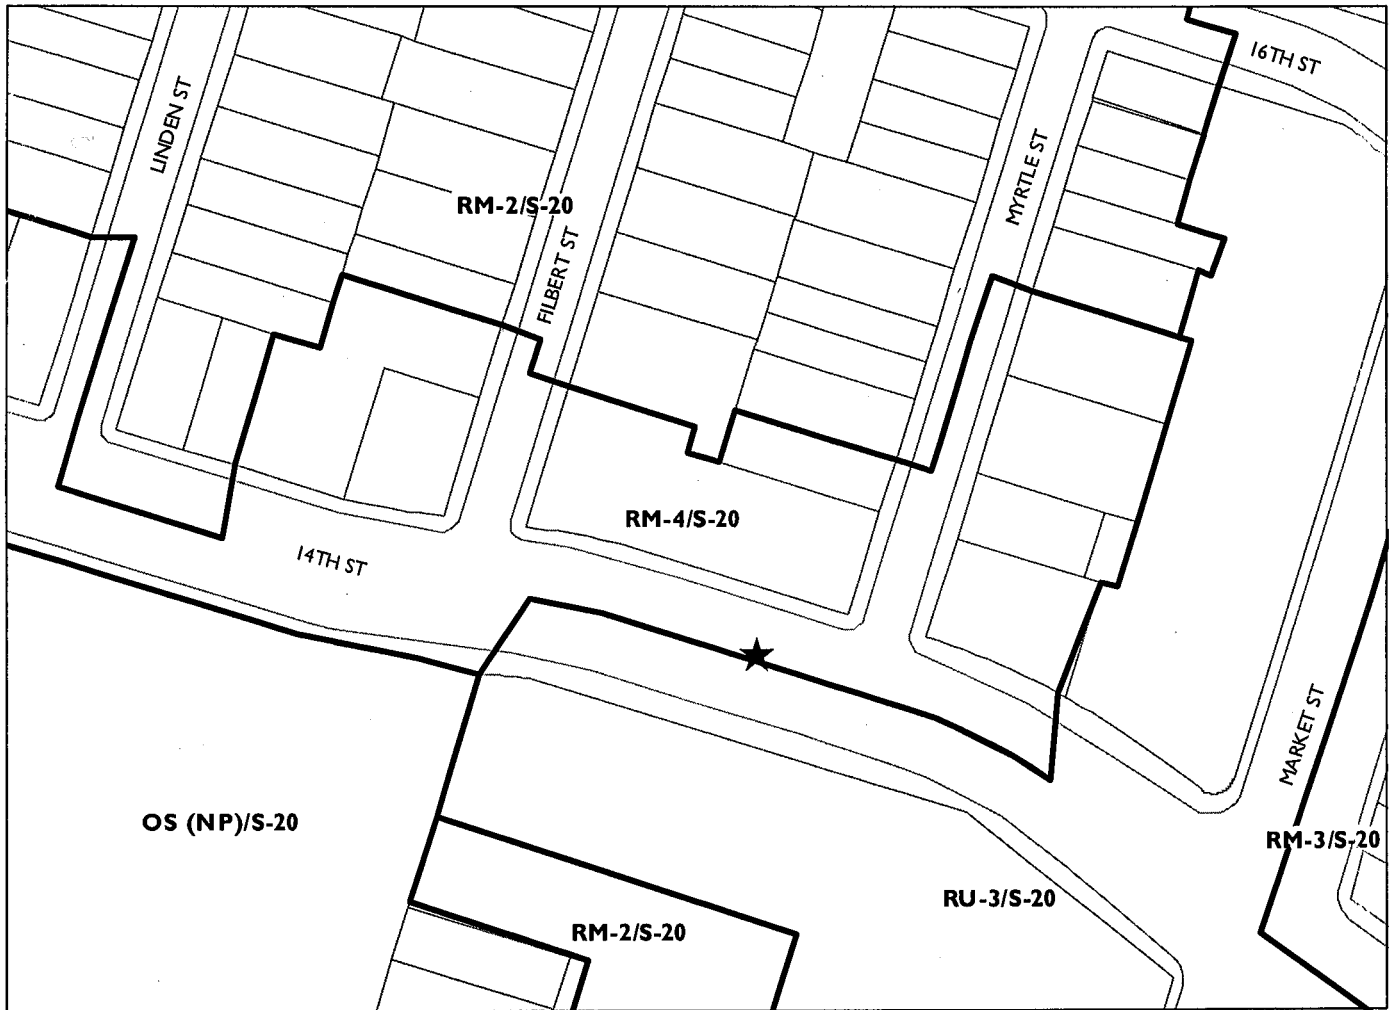 16TH ST
LINDEN ST
MYRTLE ST
RM-2/S-20
FILBERT ST
RM-4/S-20
14TH ST
MARKET ST
OS (NP)/S-20
RM-3/S-20
RU-3/S-20
RM-2/S-20